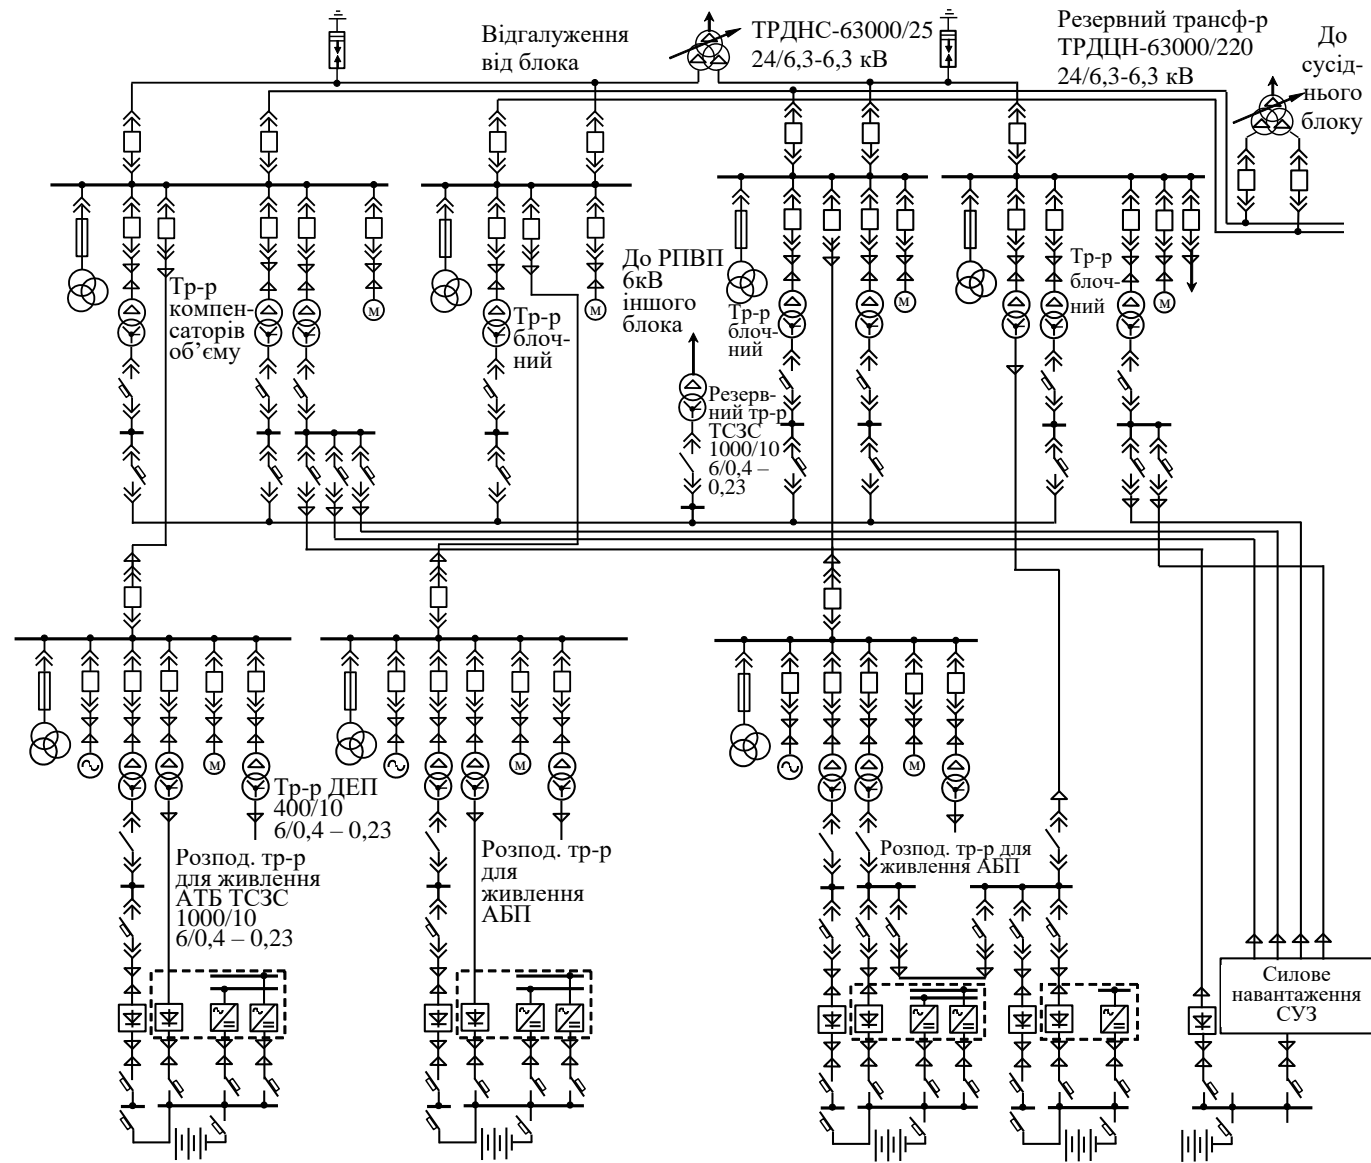 Відгалуження
від блока
ТРДНС-63000/25
24/6,3-6,3 кВ
Резервний трансф-р
ТРДЦН-63000/220
24/6,3-6,3 кВ
До
сусід-
нього
блоку
Тр-р
компен-
саторів
об’єму
М
Тр-р
блоч-
ний
М
До РПВП
6кВ
іншого
блока
Тр-р
блоч-
ний
М
Тр-р
блоч-
ний
М
Резерв-
ний тр-р
ТСЗС
1000/10
6/0,4 –
0,23
М
Тр-р ДЕП
400/10
6/0,4 – 0,23
М
М
Розпод. тр-р
для живлення
АТБ ТСЗС
1000/10
6/0,4 – 0,23
Розпод. тр-р
для
живлення
АБП
Розпод. тр-р для
живлення АБП
Силове
навантаження
СУЗ